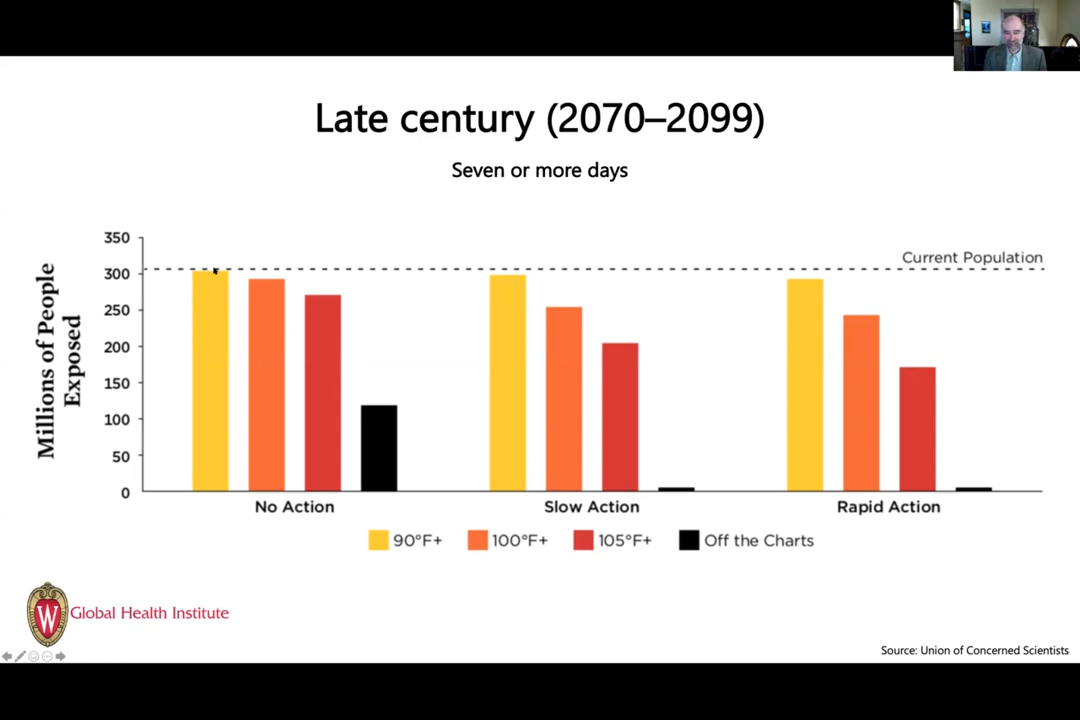 Late century (2070–2099)
Seven or more days
Millions of People
Exposed
350
300
250
200
150
100
50
0
Current Population
No Action
Slow Action
Rapid Action
90°F+
100°F+
105°F+
Off the Charts
W
Global Health Institute
Source: Union of Concerned Scientists